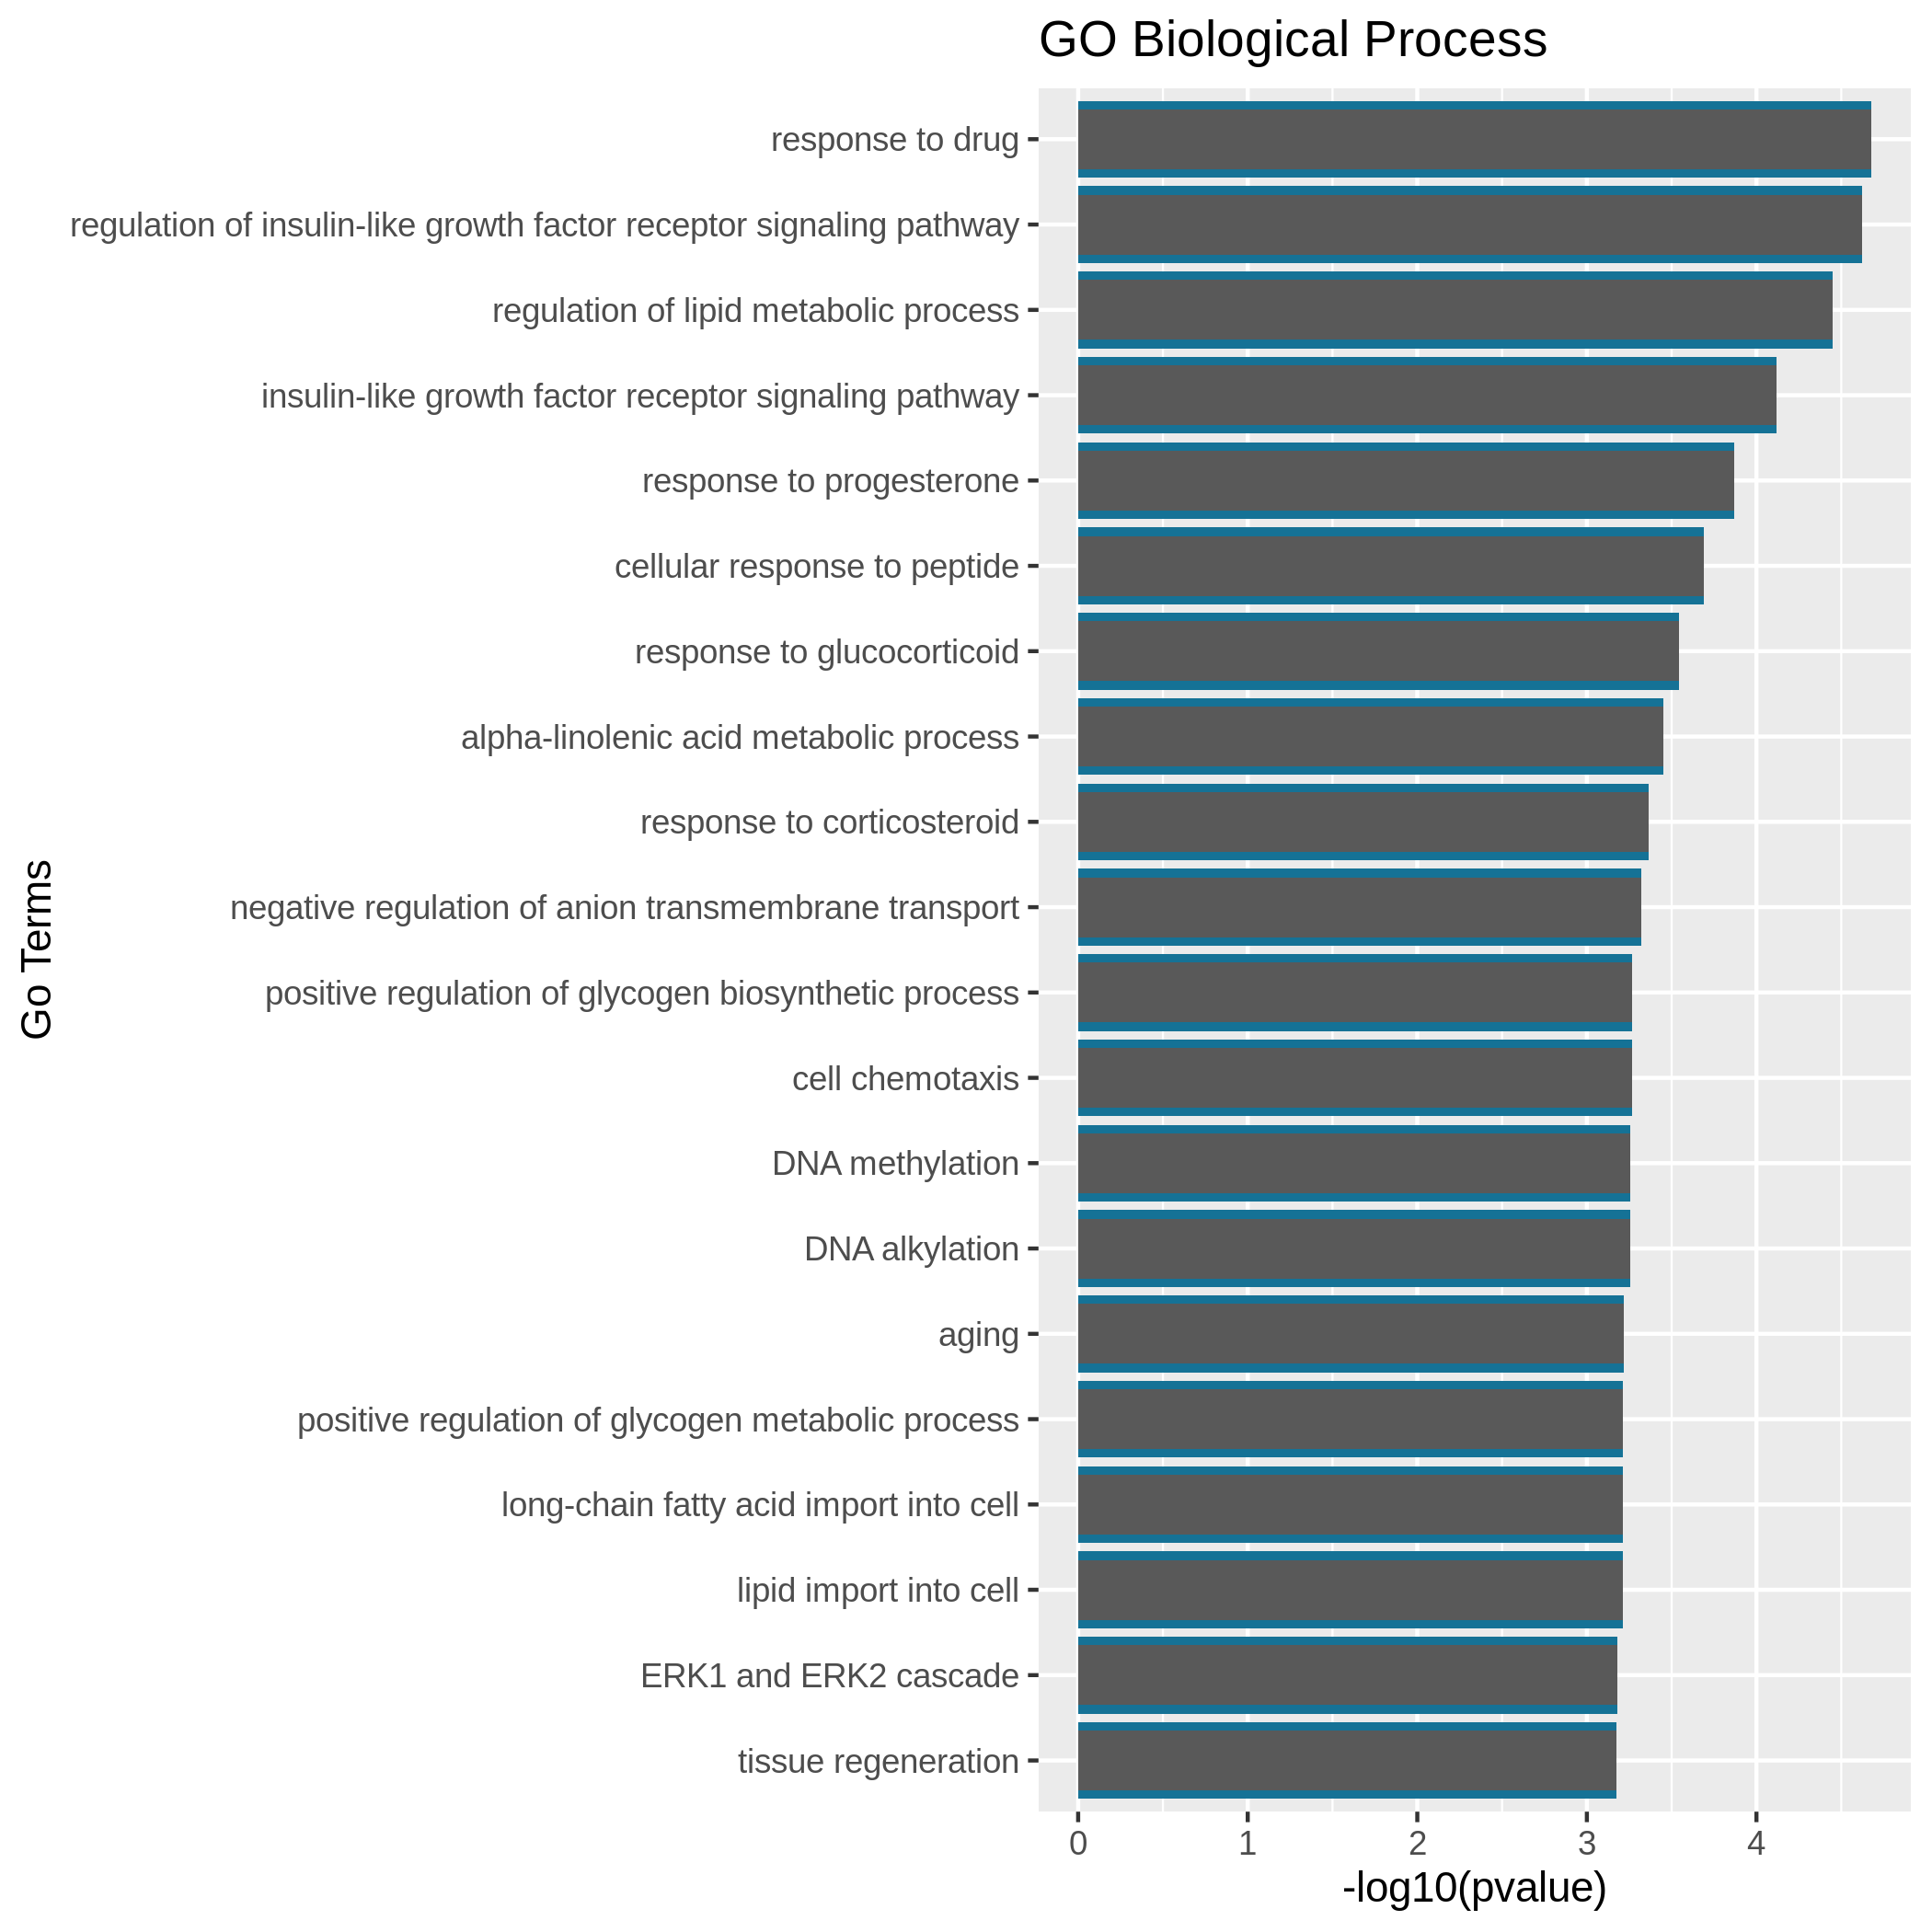 GO Biological Process
response to drug
regulation of insulin-like growth factor receptor signaling pathway
regulation of lipid metabolic process
insulin-like growth factor receptor signaling pathway
response to progesterone
cellular response to peptide
response to glucocorticoid
alpha-linolenic acid metabolic process
response to corticosteroid
negative regulation of anion transmembrane transport
positive regulation of glycogen biosynthetic process
cell chemotaxis
DNA methylation
DNA alkylation
aging
positive regulation of glycogen metabolic process
long-chain fatty acid import into cell
lipid import into cell
ERK1 and ERK2 cascade
tissue regeneration
Go Terms
0 1 2 3 4
-log10(pvalue)